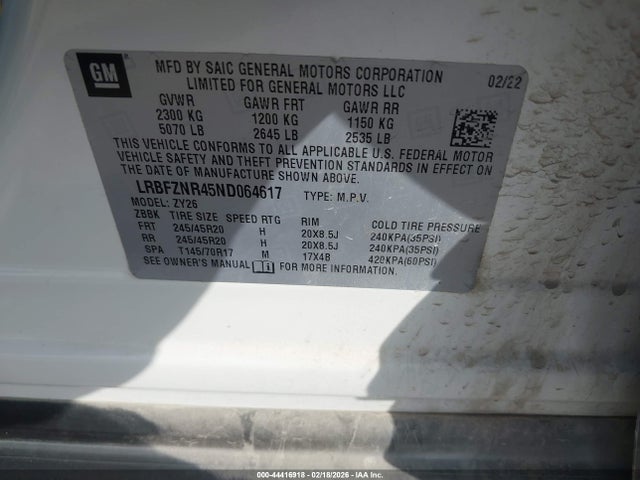 GM
MFD BY SAIC GENERAL MOTORS CORPORATION 02/22
LIMITED FOR GENERAL MOTORS LLC
GVWR GAWR FRT GAWR RR
2300 KG 1200 KG 1150 KG
5070 LB 2645 LB 2535 LB
THIS VEHICLE CONFORMS TO ALL APPLICABLE U.S. FEDERAL MOTOR
VEHICLE SAFETY AND THEFT PREVENTION STANDARDS IN EFFECT ON
THE DATE OF MANUFACTURE SHOWN ABOVE.
LRBFZNR45ND064617 TYPE: M.P.V.
MODEL: ZY26
ZBBK TIRE SIZE SPEED RTG RIM COLD TIRE PRESSURE
FRT 245/45R20 H 20X8.5J 240KPA(35PSI)
RR 245/45R20 H 20X8.5J 240KPA(35PSI)
SPA T145/70R17 M 17X4B 420KPA(60PSI)
SEE OWNER'S MANUAL FOR MORE INFORMATION
000-44416918 - 02/18/2026 - IAA Inc.